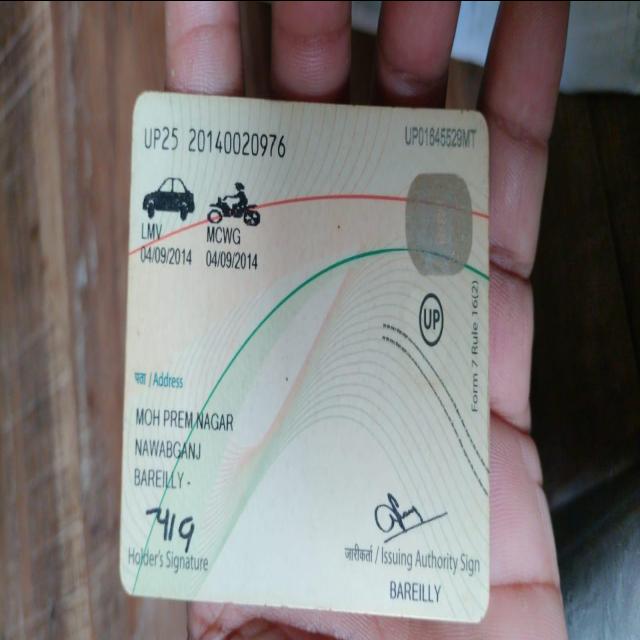 UP25 20140020976
UP01645529MT
LMV
04/09/2014
MCWG
04/09/2014
UP
Form 7 Rule 16(2)
पता / Address
MOH PREM NAGAR
NAWABGANJ
BAREILLY -
Holder's Signature
जारीकर्ता / Issuing Authority Sign
BAREILLY